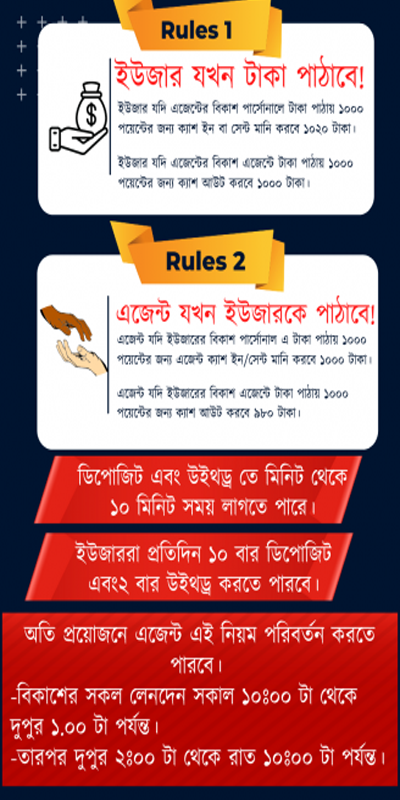 Rules 1
ইউজার যখন টাকা পাঠাবে!
ইউজার যদি এজেন্টের বিকাশ পার্সোনালে টাকা পাঠায় ১০০০
পয়েন্টের জন্য ক্যাশ ইন বা সেন্ট মানি করবে ১০২০ টাকা।
ইউজার যদি এজেন্টের বিকাশ এজেন্টে টাকা পাঠায় ১০০০
পয়েন্টের জন্য ক্যাশ আউট করবে ১০০০ টাকা।
$
Rules 2
এজেন্ট যখন ইউজারকে পাঠাবে!
এজেন্ট যদি ইউজারের বিকাশ পার্সোনাল এ টাকা পাঠায় ১০০০
পয়েন্টের জন্য এজেন্ট ক্যাশ ইন/সেন্ট মানি করবে ১০০০ টাকা।
এজেন্ট যদি ইউজারের বিকাশ এজেন্টে টাকা পাঠায় ১০০০
পয়েন্টের জন্য ক্যাশ আউট করবে ৯৮০ টাকা।
ডিপোজিট এবং উইথড্র তে মিনিট থেকে
১০ মিনিট সময় লাগতে পারে।
ইউজাররা প্রতিদিন ১০ বার ডিপোজিট
এবং২ বার উইথড্র করতে পারবে।
অতি প্রয়োজনে এজেন্ট এই নিয়ম পরিবর্তন করতে
পারবে।
-বিকাশের সকল লেনদেন সকাল ১০ঃ০০ টা থেকে
দুপুর ১.০০ টা পর্যন্ত।
-তারপর দুপুর ২ঃ০০ টা থেকে রাত ১০ঃ০০ টা পর্যন্ত।